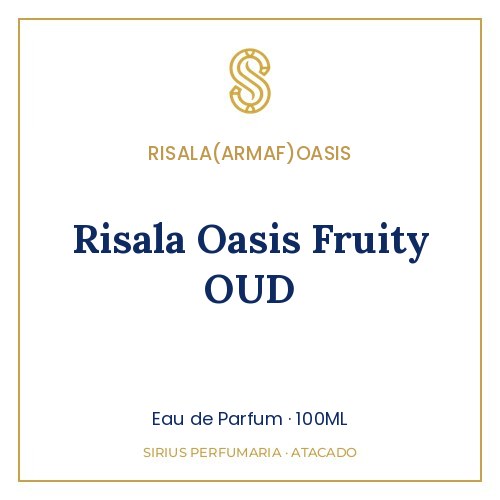 RISALA(ARMAF)OASIS
Risala Oasis Fruity
OUD
Eau de Parfum · 100ML
SIRIUS PERFUMARIA · ATACADO